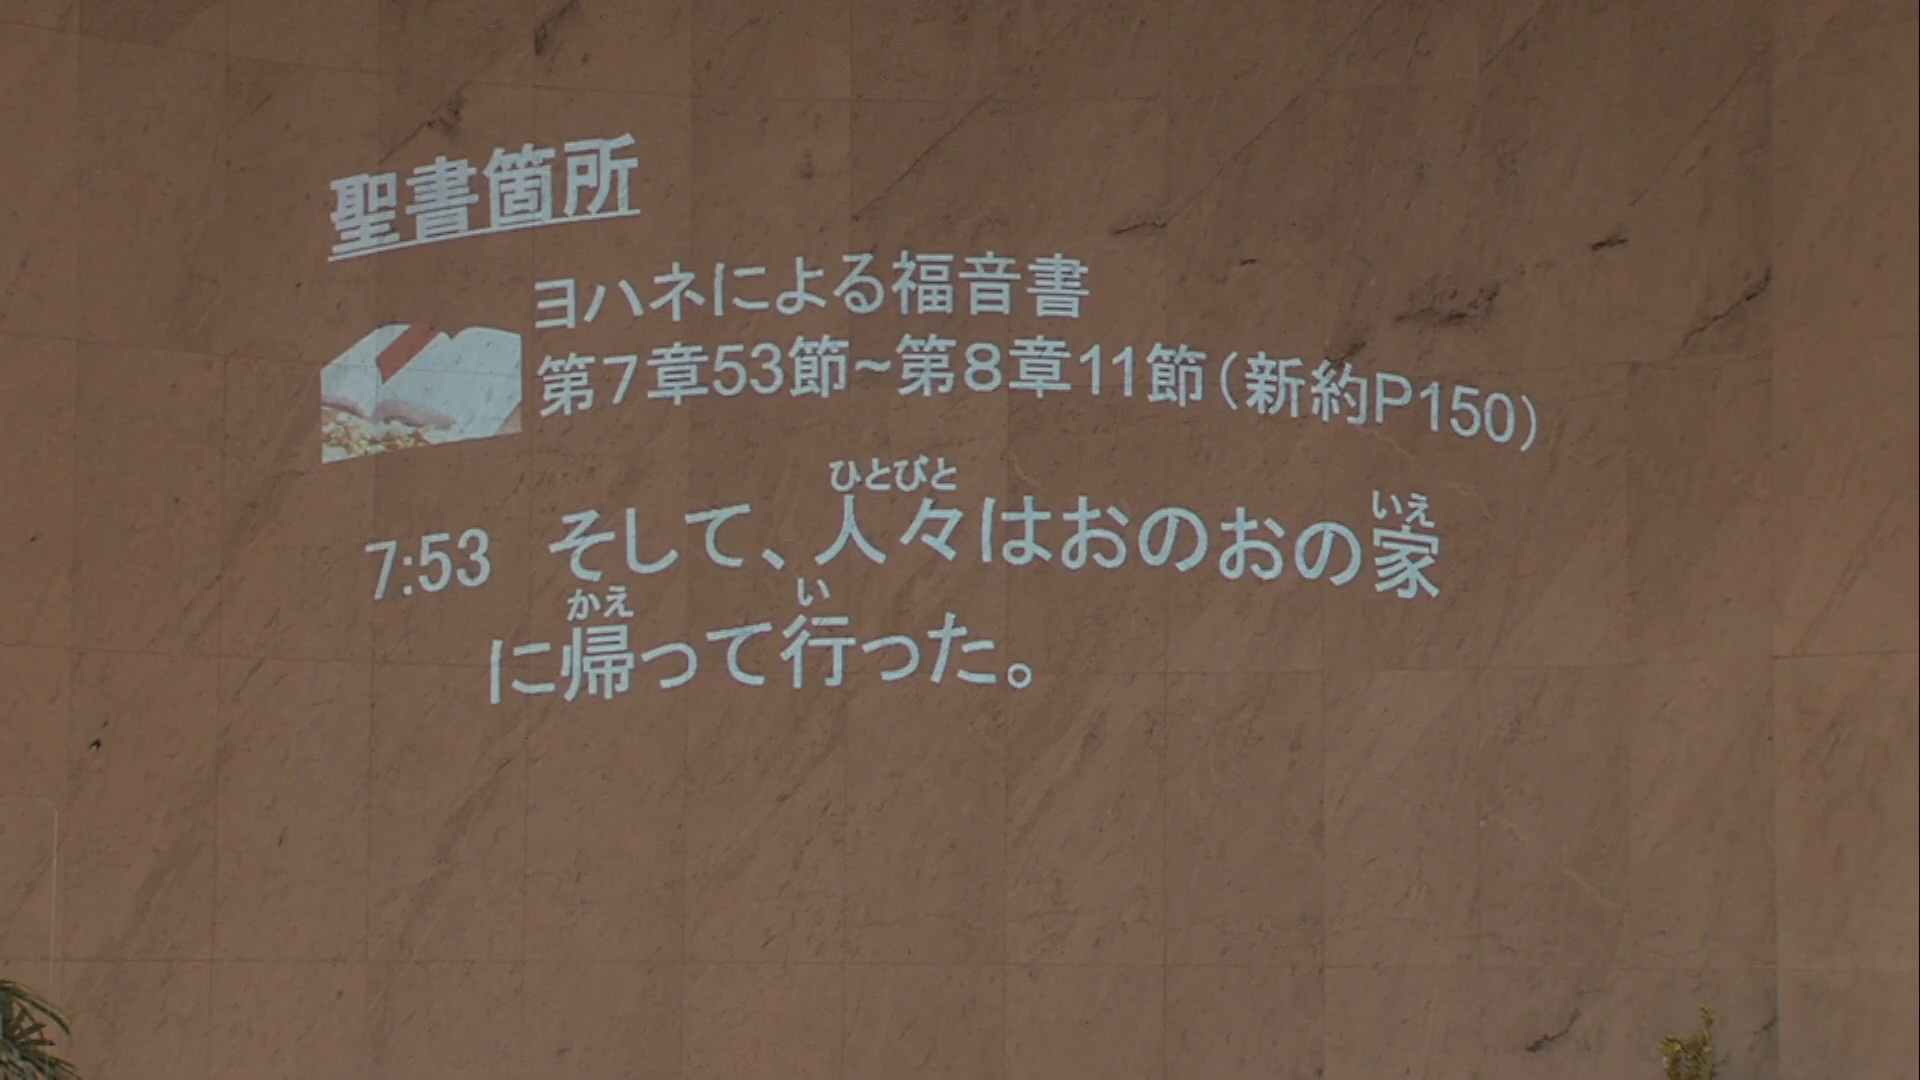 聖書箇所
ヨハネによる福音書
第7章53節~第8章11節(新約P150)
ひとびと いえ
7:53 そして、人々はおのおの家
かえ い
に帰って行った。